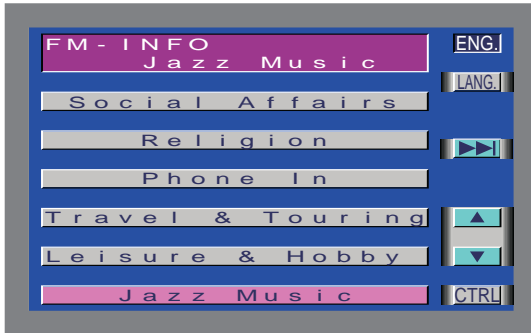 FM-INFO
Jazz Music
ENG.
LANG.
Social Affairs
Religion
Phone In
Travel & Touring
Leisure & Hobby
Jazz Music
CTRL